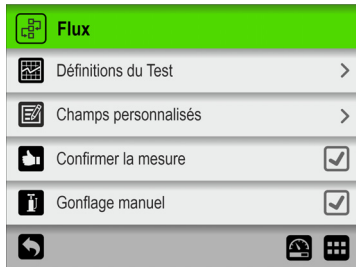 Flux
Définitions du Test
Champs personnalisés
Confirmer la mesure
Gonflage manuel